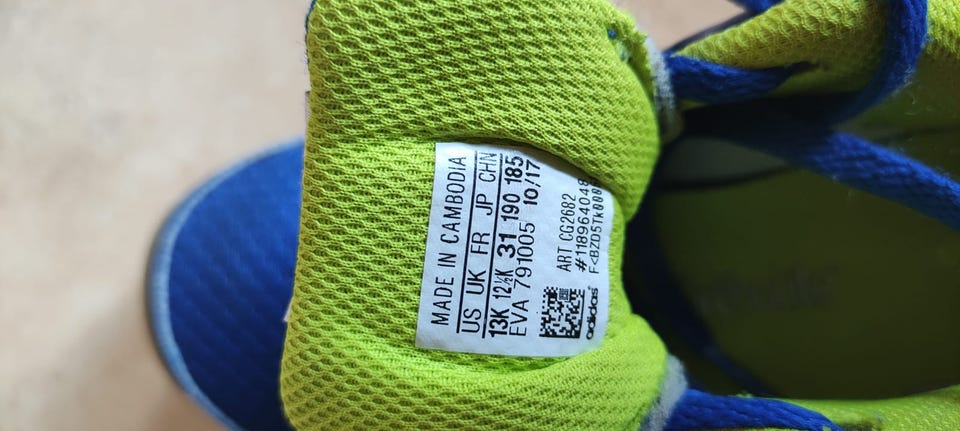 MADE IN CAMBODIA
US UK FR JP CHN
13K 12½K 31 190 185
EVA 791005 10/17
ART CG2682
#118964048
F<BZD5Tk000
adidas